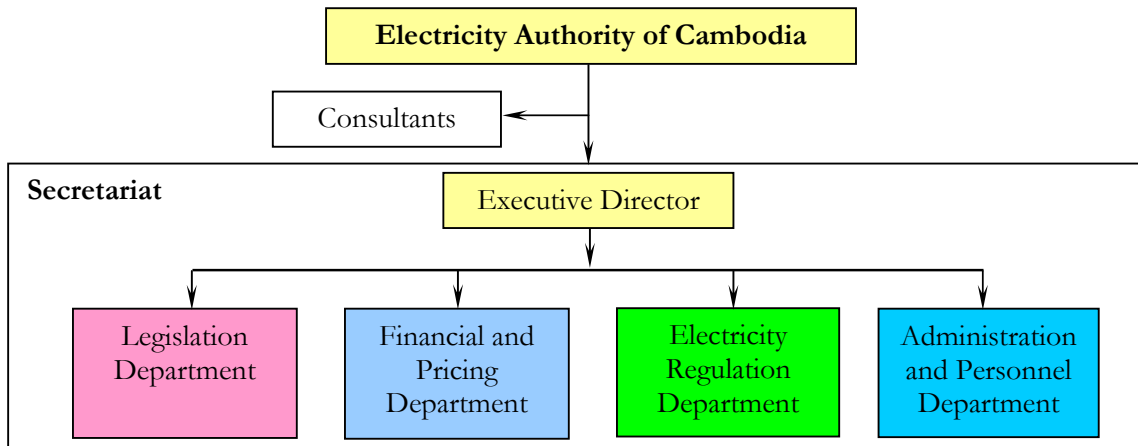 Electricity Authority of Cambodia
Consultants
Secretariat
Executive Director
Legislation
Department
Financial and
Pricing
Department
Electricity
Regulation
Department
Administration
and Personnel
Department